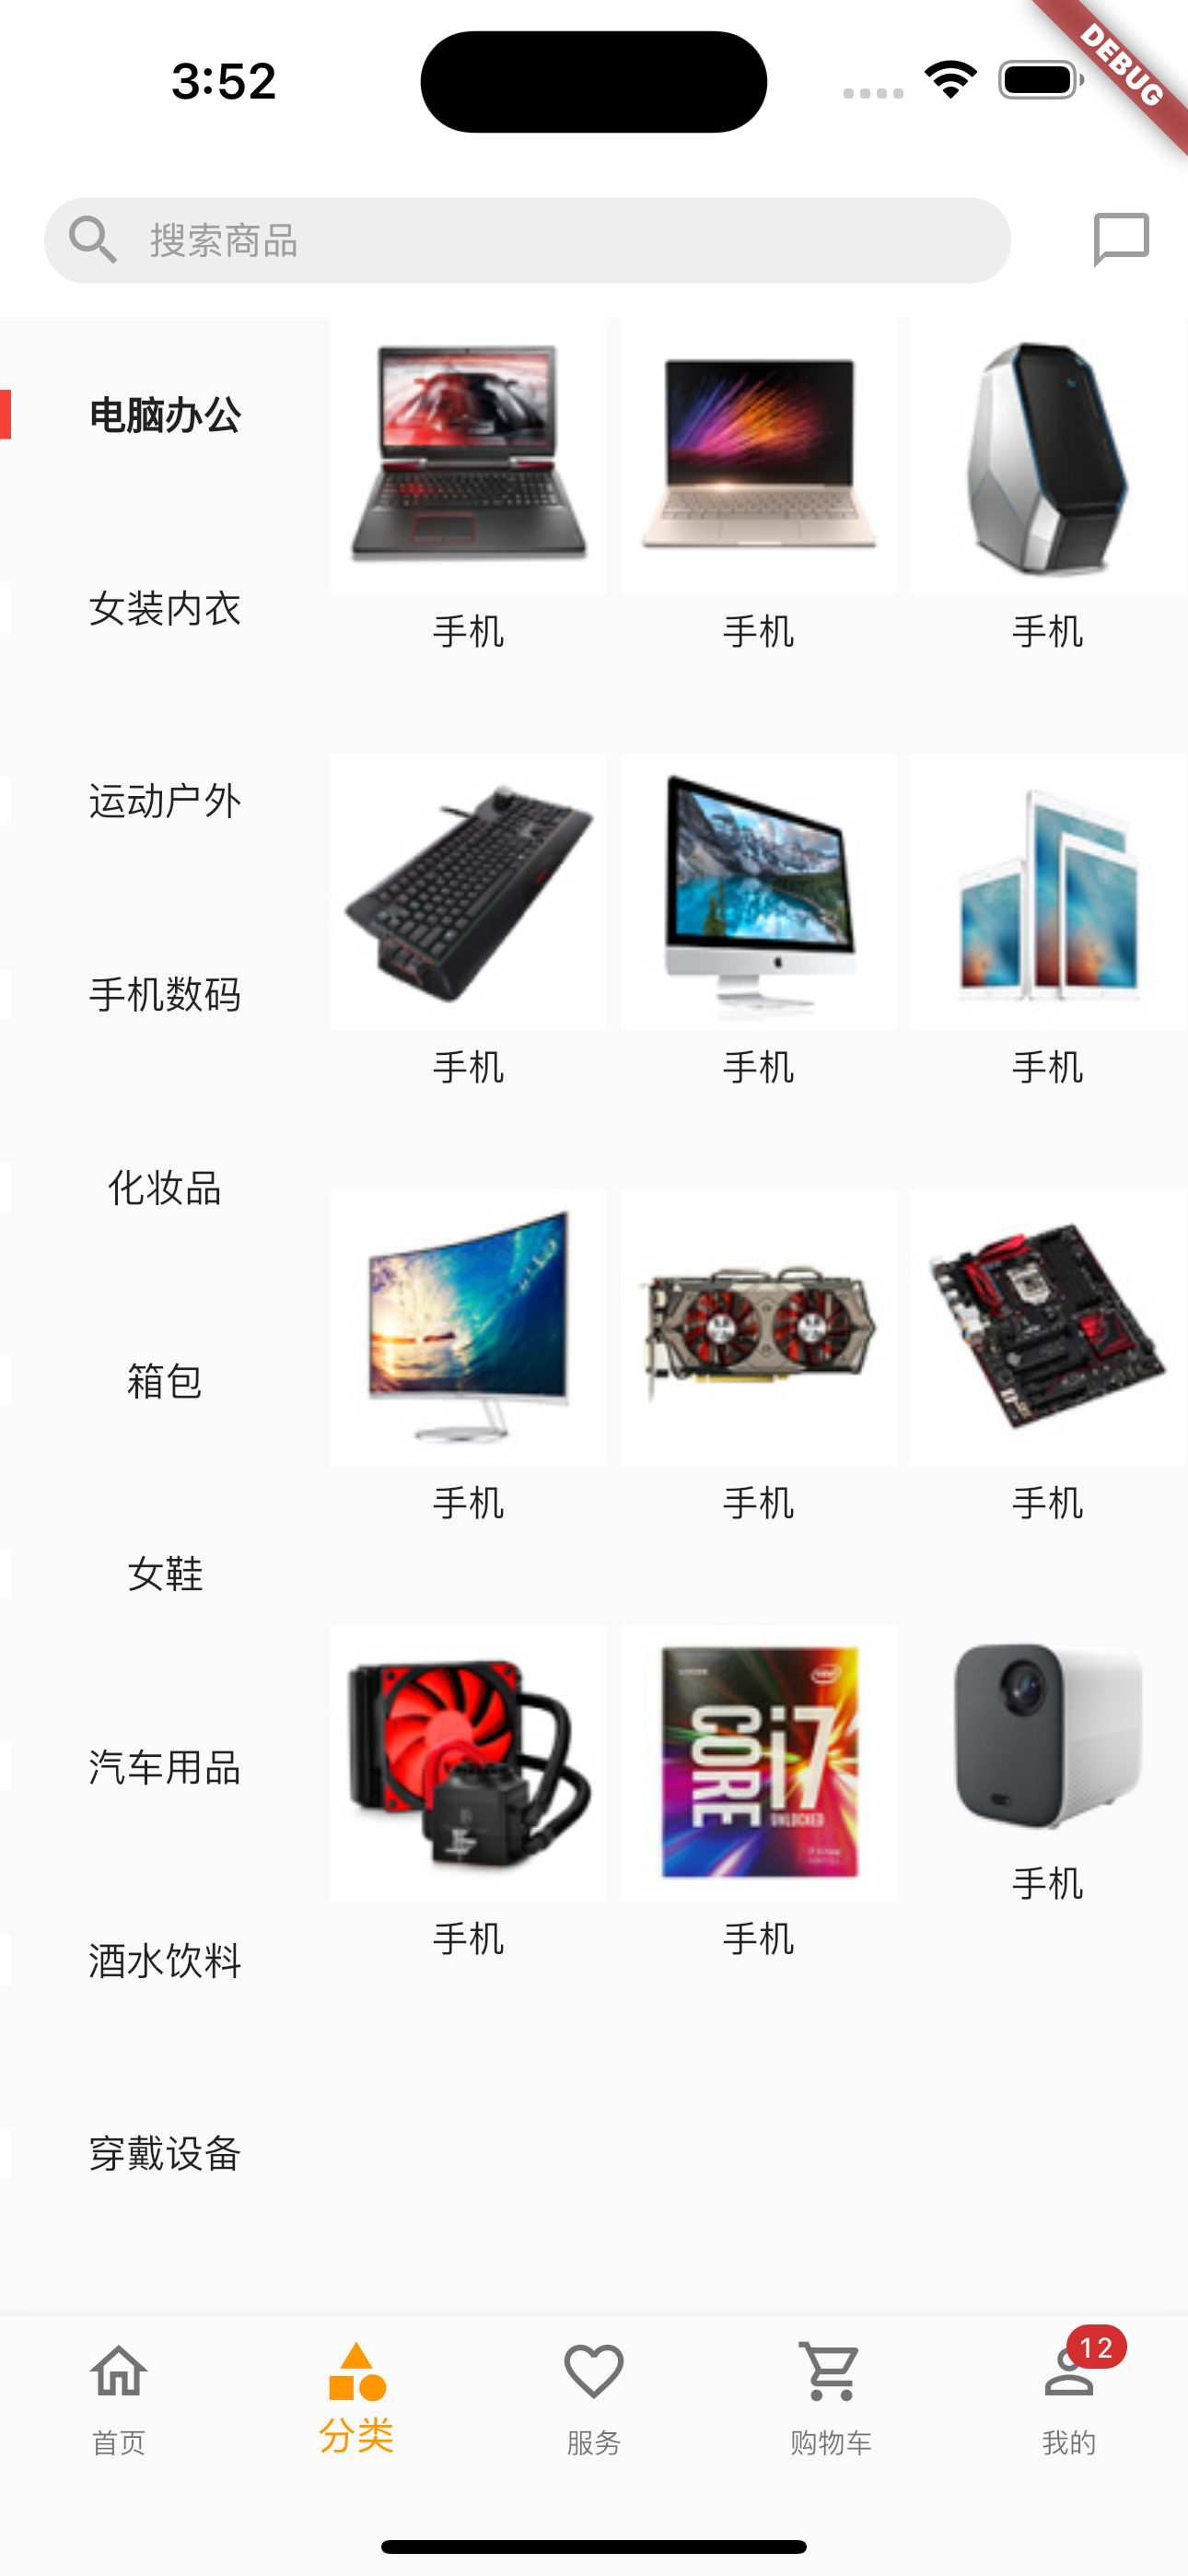 3:52
DEBUG
搜索商品
电脑办公
女装内衣
运动户外
手机数码
化妆品
箱包
女鞋
汽车用品
酒水饮料
穿戴设备
手机
手机
手机
手机
手机
手机
手机
手机
手机
intel
CORE i7
UNLOCKED
手机
手机
手机
首页
分类
服务
购物车
12
我的